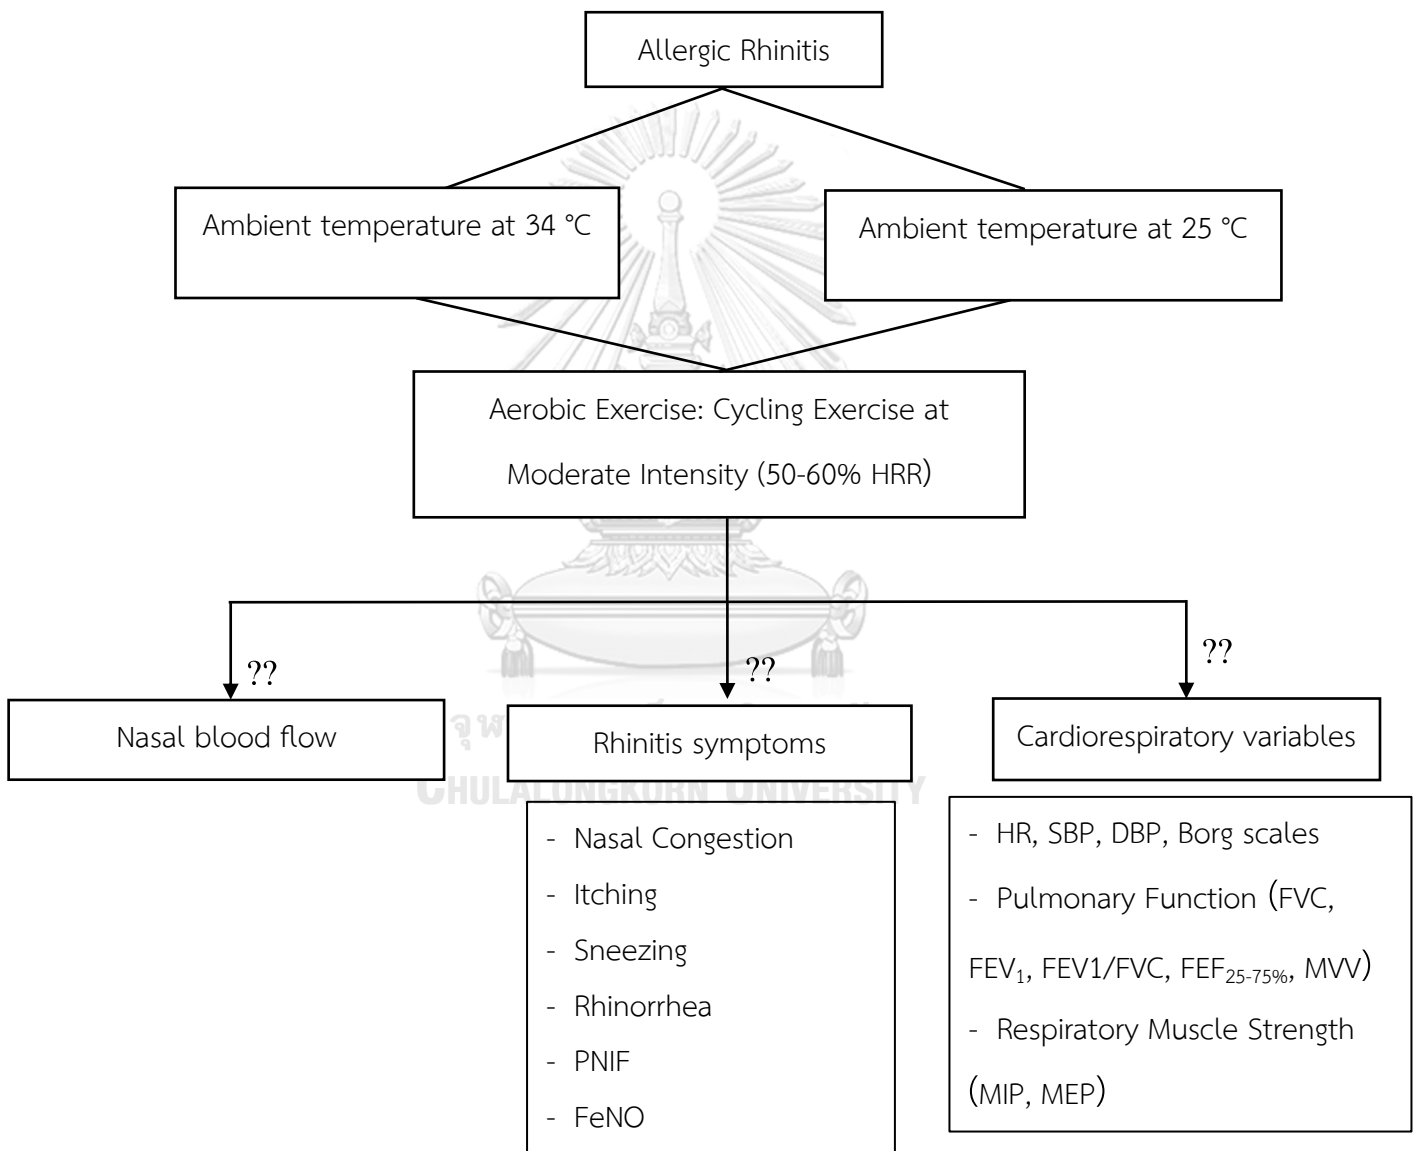 Allergic Rhinitis
Ambient temperature at 34 °C
Ambient temperature at 25 °C
Aerobic Exercise: Cycling Exercise at
Moderate Intensity (50-60% HRR)
??
??
??
Nasal blood flow
Rhinitis symptoms
Cardiorespiratory variables
CHULALONGKORN UNIVERSITY
- Nasal Congestion
- Itching
- Sneezing
- Rhinorrhea
- PNIF
- FeNO
- HR, SBP, DBP, Borg scales
- Pulmonary Function (FVC,
FEV₁, FEV1/FVC, FEF₂₅₋₇₅%, MVV)
- Respiratory Muscle Strength
(MIP, MEP)